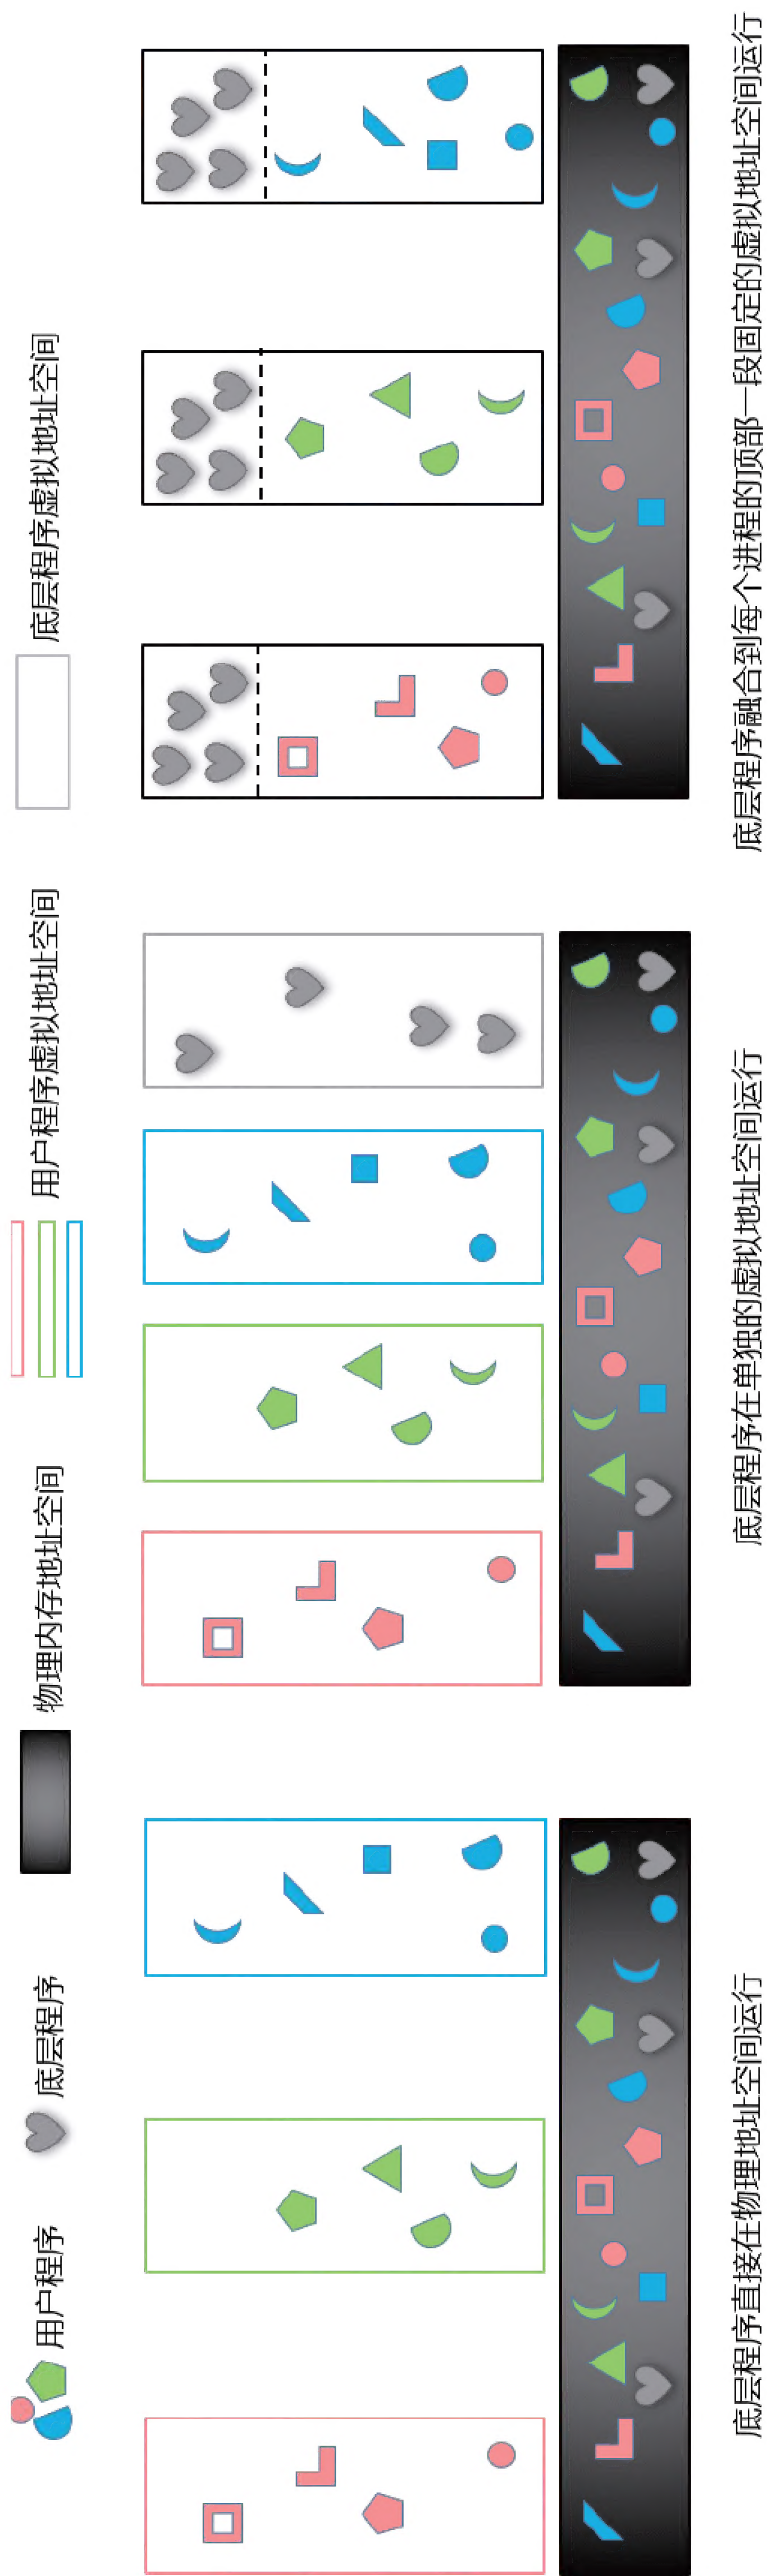 用户程序
底层程序
物理内存地址空间
用户程序虚拟地址空间
底层程序虚拟地址空间
底层程序直接在物理地址空间运行
底层程序在单独的虚拟地址空间运行
底层程序融合到每个进程的顶部一段固定的虚拟地址空间运行